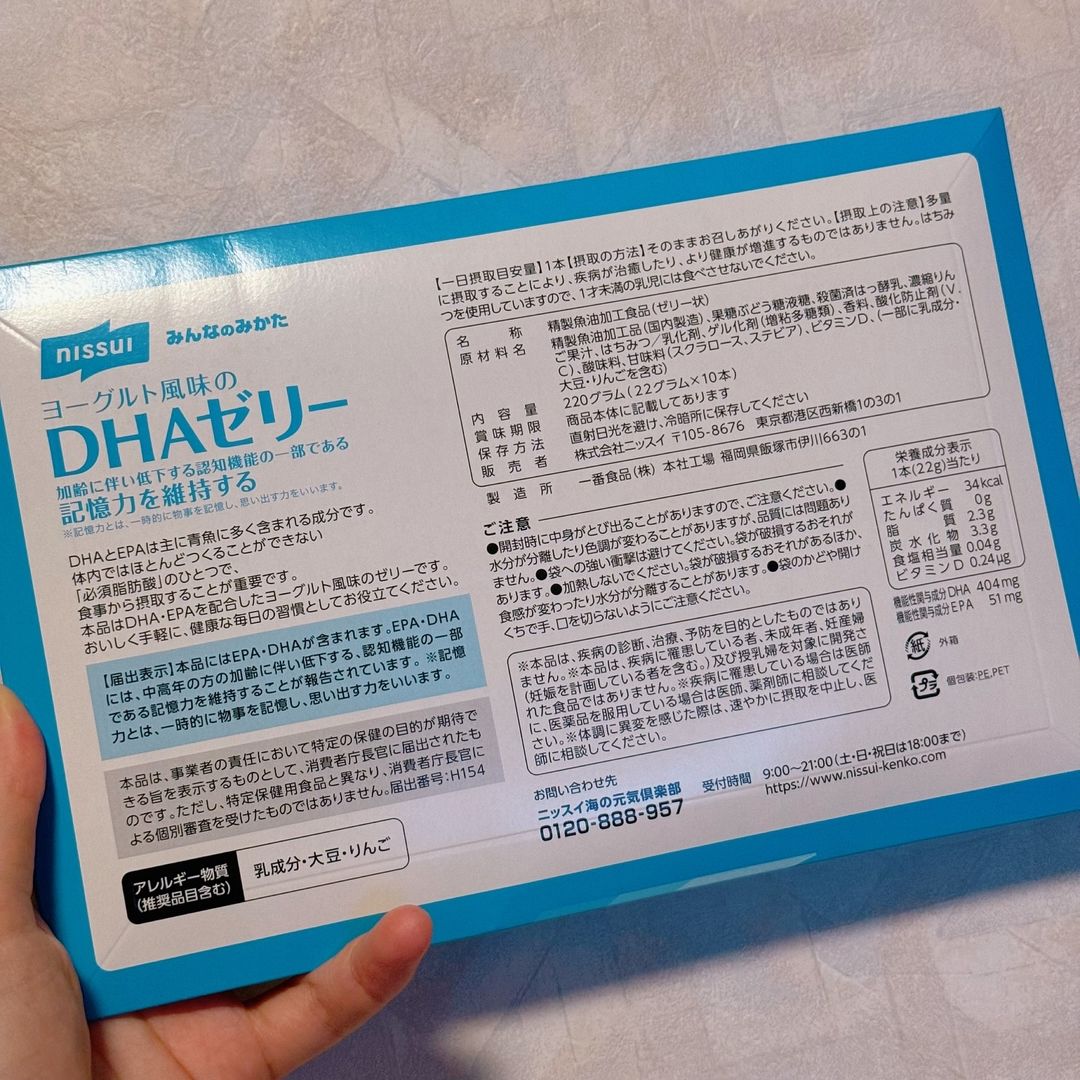 nissui
みんなのみかた
ヨーグルト風味の
DHAゼリー
加齢に伴い低下する認知機能の一部である
記憶力を維持する
※記憶力とは、一時的に物事を記憶し、思い出す力をいいます。
DHAとEPAは主に青魚に多く含まれる成分です。
体内ではほとんどつくることができない
「必須脂肪酸」のひとつで、
食事から摂取することが重要です。
本品はDHA・EPAを配合したヨーグルト風味のゼリーです。
おいしく手軽に、健康な毎日の習慣としてお役立てください。
【届出表示】本品にはEPA・DHAが含まれます。EPA・DHA
には、中高年の方の加齢に伴い低下する、認知機能の一部
である記憶力を維持することが報告されています。※記憶
力とは、一時的に物事を記憶し、思い出す力をいいます。
本品は、事業者の責任において特定の保健の目的が期待で
きる旨を表示するものとして、消費者庁長官に届出されたも
のです。ただし、特定保健用食品と異なり、消費者庁長官に
よる個別審査を受けたものではありません。届出番号:H154
アレルギー物質
(推奨品目含む)
乳成分・大豆・りんご
【一日摂取目安量】1本【摂取の方法】そのままお召しあがりください。【摂取上の注意】多量
に摂取することにより、疾病が治癒したり、より健康が増進するものではありません。はちみ
つを使用していますので、1才未満の乳児には食べさせないでください。
名称 精製魚油加工食品(ゼリー状)
原材料名 精製魚油加工品(国内製造)、果糖ぶどう糖液糖、殺菌済はっ酵乳、濃縮りん
ご果汁、はちみつ/乳化剤、ゲル化剤(増粘多糖類)、香料、酸化防止剤(V.
C)、酸味料、甘味料(スクラロース、ステビア)、ビタミンD、(一部に乳成分・
大豆・りんごを含む)
内容量 220グラム(22グラム×10本)
賞味期限 商品本体に記載してあります
保存方法 直射日光を避け、冷暗所に保存してください
販売者 株式会社ニッスイ 〒105-8676 東京都港区西新橋1の3の1
製造所 一番食品(株) 本社工場 福岡県飯塚市伊川663の1
ご注意
●開封時に中身がとび出ることがありますので、ご注意ください。●
水分が分離したり色調が変わることがありますが、品質には問題あり
ません。●袋への強い衝撃は避けてください。袋が破損するおそれが
あります。●加熱しないでください。袋が破損するおそれがあるほか、
食感が変わったり水分が分離することがあります。●袋のかどや開け
くちで手、口を切らないようにご注意ください。
※本品は、疾病の診断、治療、予防を目的としたものではあり
ません。※本品は、疾病に罹患している者、未成年者、妊産婦
(妊娠を計画している者を含む。)及び授乳婦を対象に開発さ
れた食品ではありません。※疾病に罹患している場合は医師
に、医薬品を服用している場合は医師、薬剤師に相談してくだ
さい。※体調に異変を感じた際は、速やかに摂取を中止し、医
師に相談してください。
栄養成分表示
1本(22g)当たり
エネルギー 34kcal
たんぱく質 0g
脂質 2.3g
炭水化物 3.3g
食塩相当量 0.04g
ビタミンD 0.24μg
機能性関与成分DHA 404mg
機能性関与成分EPA 51mg
紙 外箱
プラ 個包装:PE,PET
お問い合わせ先
ニッスイ海の元気倶楽部 受付時間 9:00~21:00(土・日・祝日は18:00まで)
0120-888-957 https://www.nissui-kenko.com